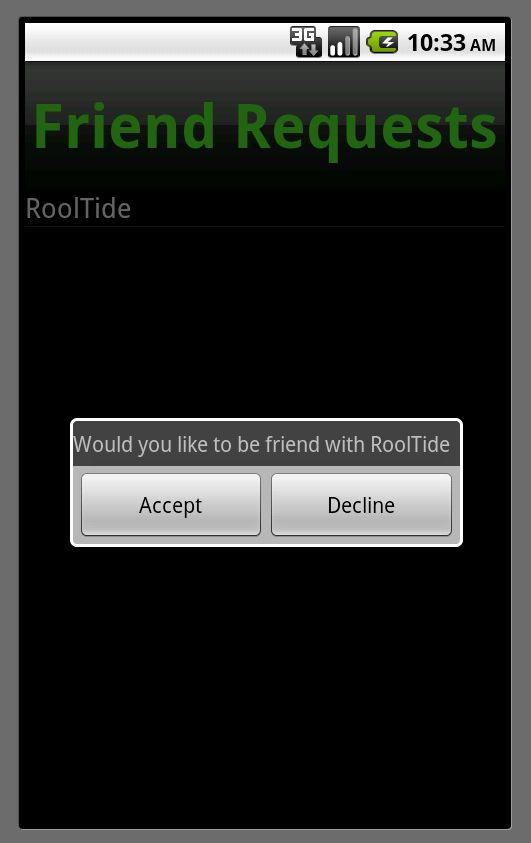 3G
10:33 AM
Friend Requests
RoolTide
Would you like to be friend with RoolTide
Accept
Decline